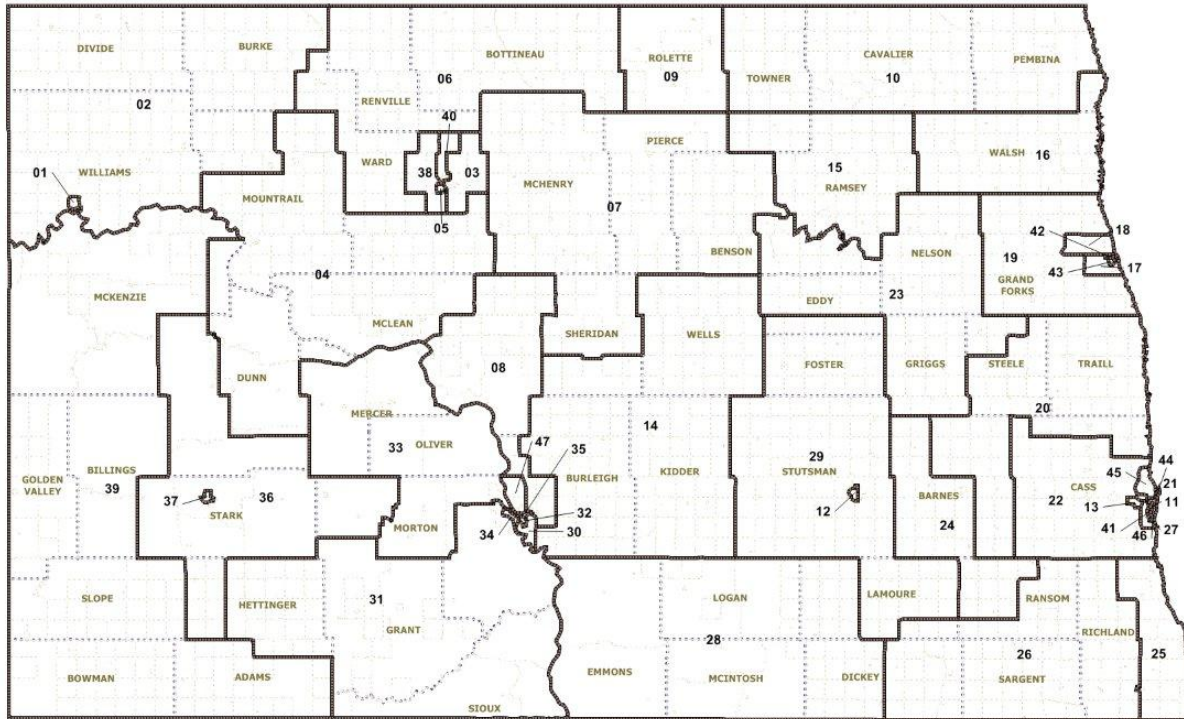 DIVIDE
BURKE
BOTTINEAU
ROLETTE
TOWNER
CAVALIER
PEMBINA
02
RENVILLE
06
09
10
40
PIERCE
WILLIAMS
01
WARD
38
03
MCHENRY
15
RAMSEY
WALSH
16
MOUNTRAIL
05
07
BENSON
NELSON
42
18
19
GRAND
FORKS
43
17
MCKENZIE
04
EDDY
23
MCLEAN
SHERIDAN
WELLS
08
FOSTER
GRIGGS
STEELE
TRAILL
DUNN
MERCER
33
OLIVER
47
35
14
20
GOLDEN
VALLEY
BILLINGS
39
37
36
STARK
MORTON
34
BURLEIGH
32
30
KIDDER
29
STUTSMAN
12
BARNES
24
22
CASS
45
44
21
11
13
41
46
27
SLOPE
HETTINGER
31
GRANT
LOGAN
LAMOURE
RANSOM
RICHLAND
BOWMAN
ADAMS
SIOUX
EMMONS
28
MCINTOSH
DICKEY
26
SARGENT
25